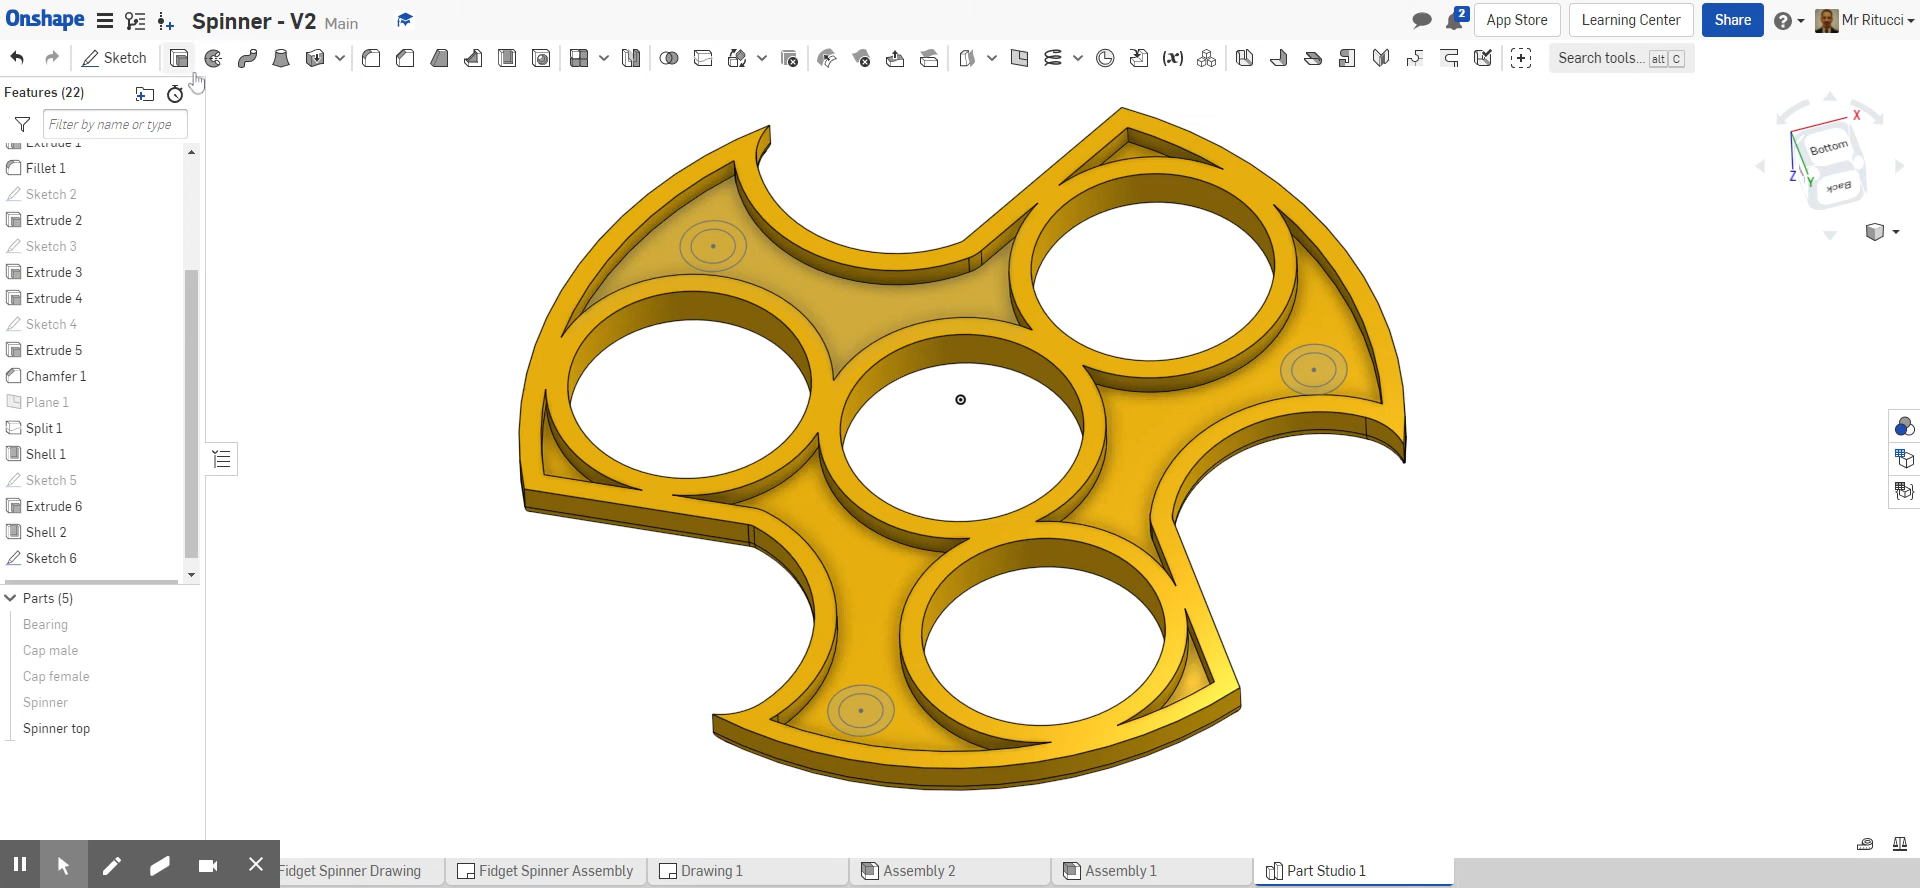 Onshape
Spinner - V2 Main
2
App Store
Learning Center
Share
Mr Ritucci
Sketch
(x)
Search tools... alt C
Features (22)
Filter by name or type
Extrude 1
Fillet 1
Sketch 2
Extrude 2
Sketch 3
Extrude 3
Extrude 4
Sketch 4
Extrude 5
Chamfer 1
Plane 1
Split 1
Shell 1
Sketch 5
Extrude 6
Shell 2
Sketch 6
Parts (5)
Bearing
Cap male
Cap female
Spinner
Spinner top
X
Bottom
Z
Y
Back
Fidget Spinner Drawing
Fidget Spinner Assembly
Drawing 1
Assembly 2
Assembly 1
Part Studio 1